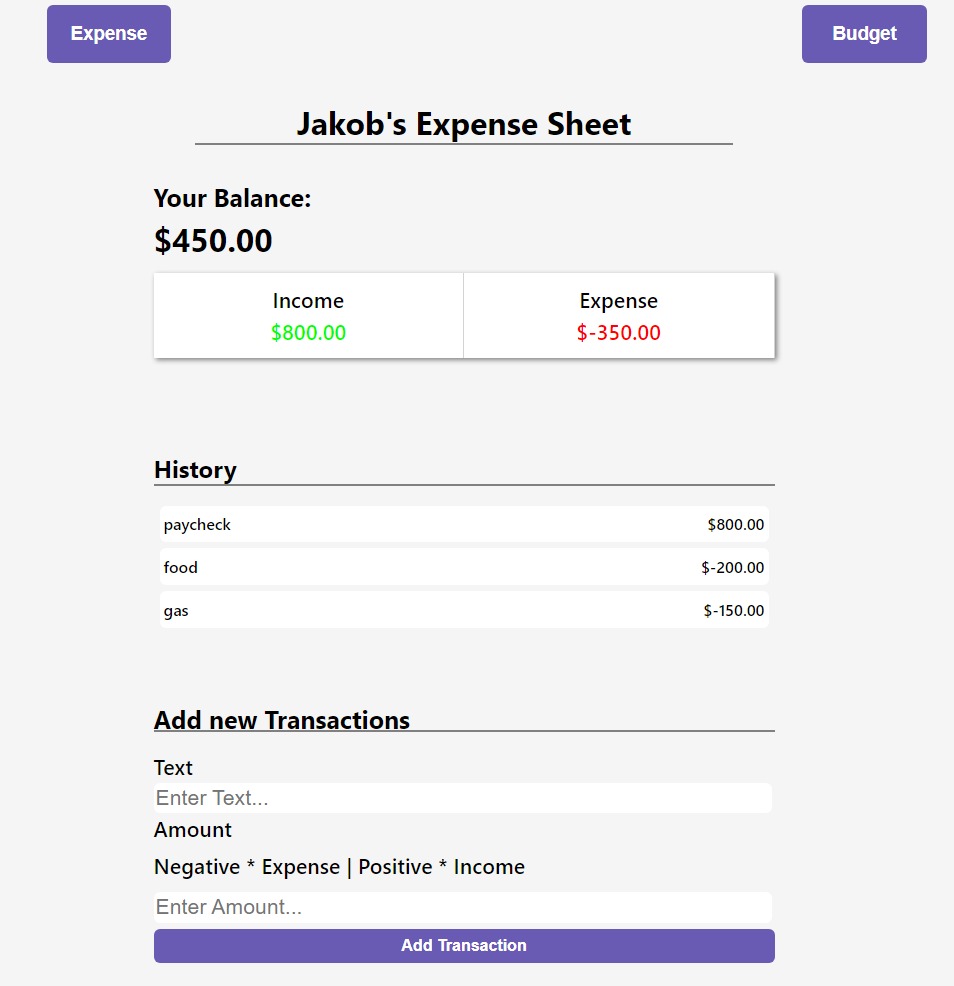 Expense Budget
Jakob's Expense Sheet
Your Balance:
$450.00
Income Expense
$800.00 $-350.00
History
paycheck $800.00
food $-200.00
gas $-150.00
Add new Transactions
Text
Enter Text...
Amount
Negative * Expense | Positive * Income
Enter Amount...
Add Transaction